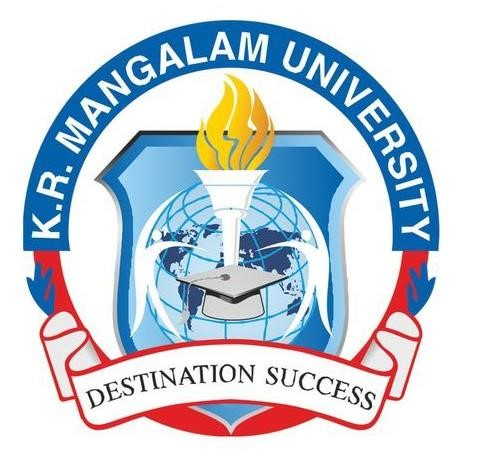 K.R. MANGALAM UNIVERSITY
DESTINATION SUCCESS